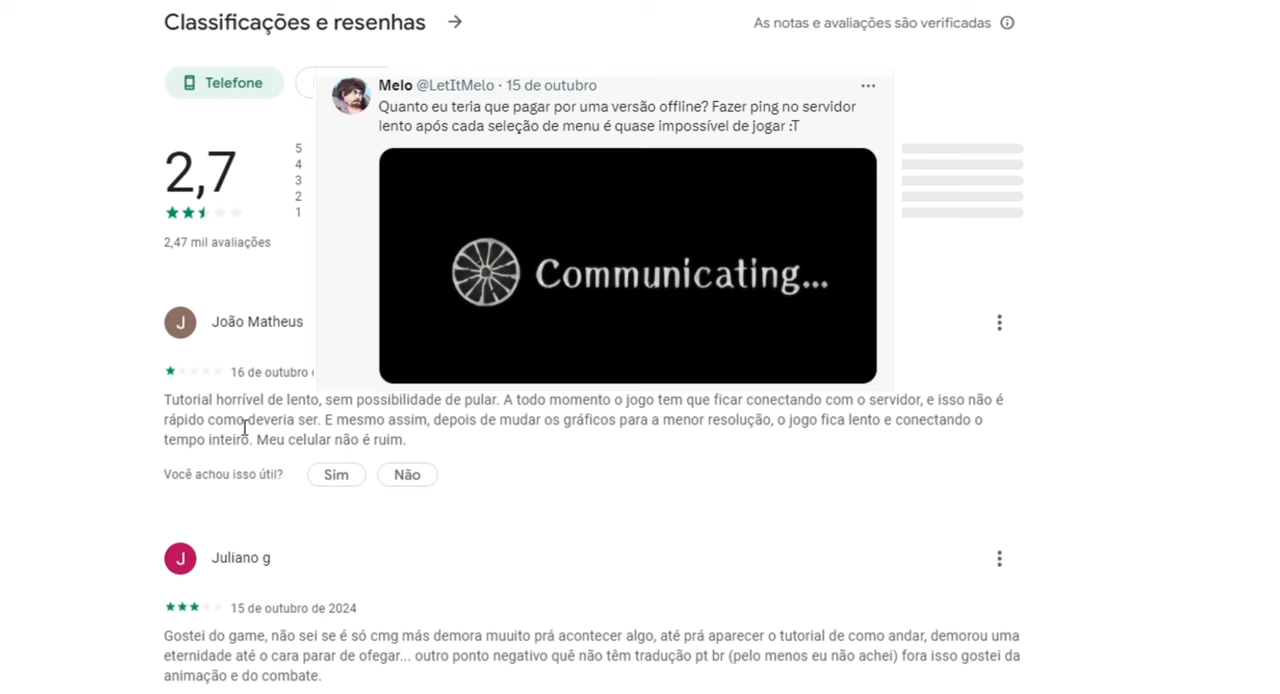 Classificações e resenhas
As notas e avaliações são verificadas
Telefone
Melo @LetItMelo · 15 de outubro
Quanto eu teria que pagar por uma versão offline? Fazer ping no servidor
lento após cada seleção de menu é quase impossível de jogar :T
Communicating...
2,7
5
4
3
2
1
2,47 mil avaliações
J
João Matheus
16 de outubro
Tutorial horrível de lento, sem possibilidade de pular. A todo momento o jogo tem que ficar conectando com o servidor, e isso não é
rápido como deveria ser. E mesmo assim, depois de mudar os gráficos para a menor resolução, o jogo fica lento e conectando o
tempo inteiro. Meu celular não é ruim.
Você achou isso útil? Sim Não
J
Juliano g
15 de outubro de 2024
Gostei do game, não sei se é só cmg más demora muuito prá acontecer algo, até prá aparecer o tutorial de como andar, demorou uma
eternidade até o cara parar de ofegar... outro ponto negativo quê não têm tradução pt br (pelo menos eu não achei) fora isso gostei da
animação e do combate.